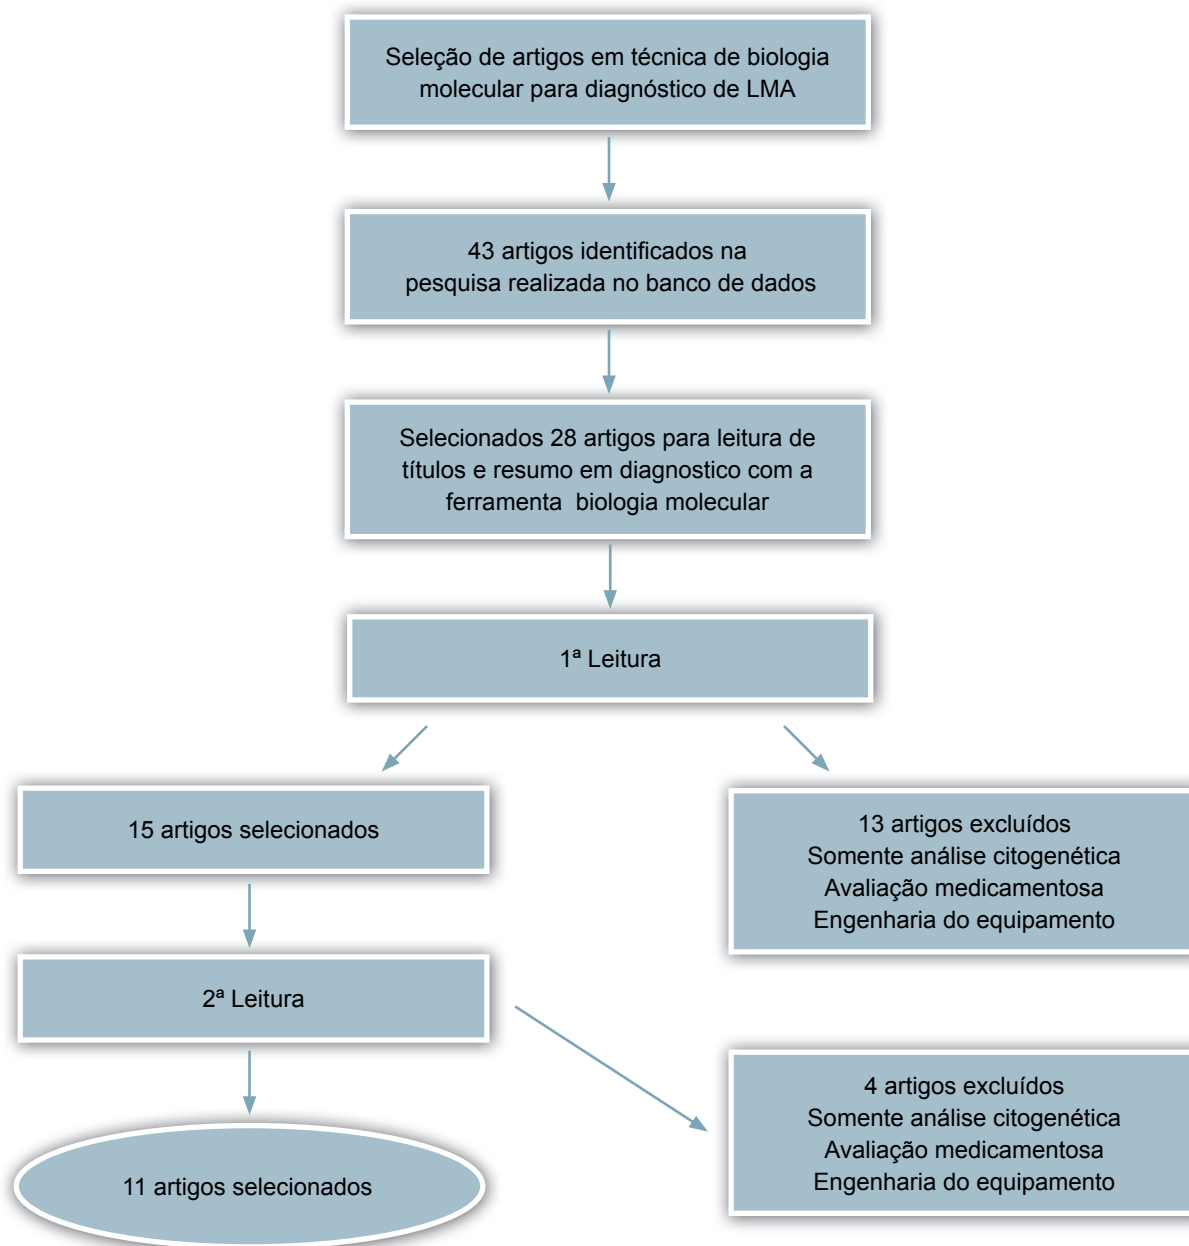 Seleção de artigos em técnica de biologia
molecular para diagnóstico de LMA
43 artigos identificados na
pesquisa realizada no banco de dados
Selecionados 28 artigos para leitura de
títulos e resumo em diagnostico com a
ferramenta biologia molecular
1ª Leitura
15 artigos selecionados
13 artigos excluídos
Somente análise citogenética
Avaliação medicamentosa
Engenharia do equipamento
2ª Leitura
4 artigos excluídos
Somente análise citogenética
Avaliação medicamentosa
Engenharia do equipamento
11 artigos selecionados